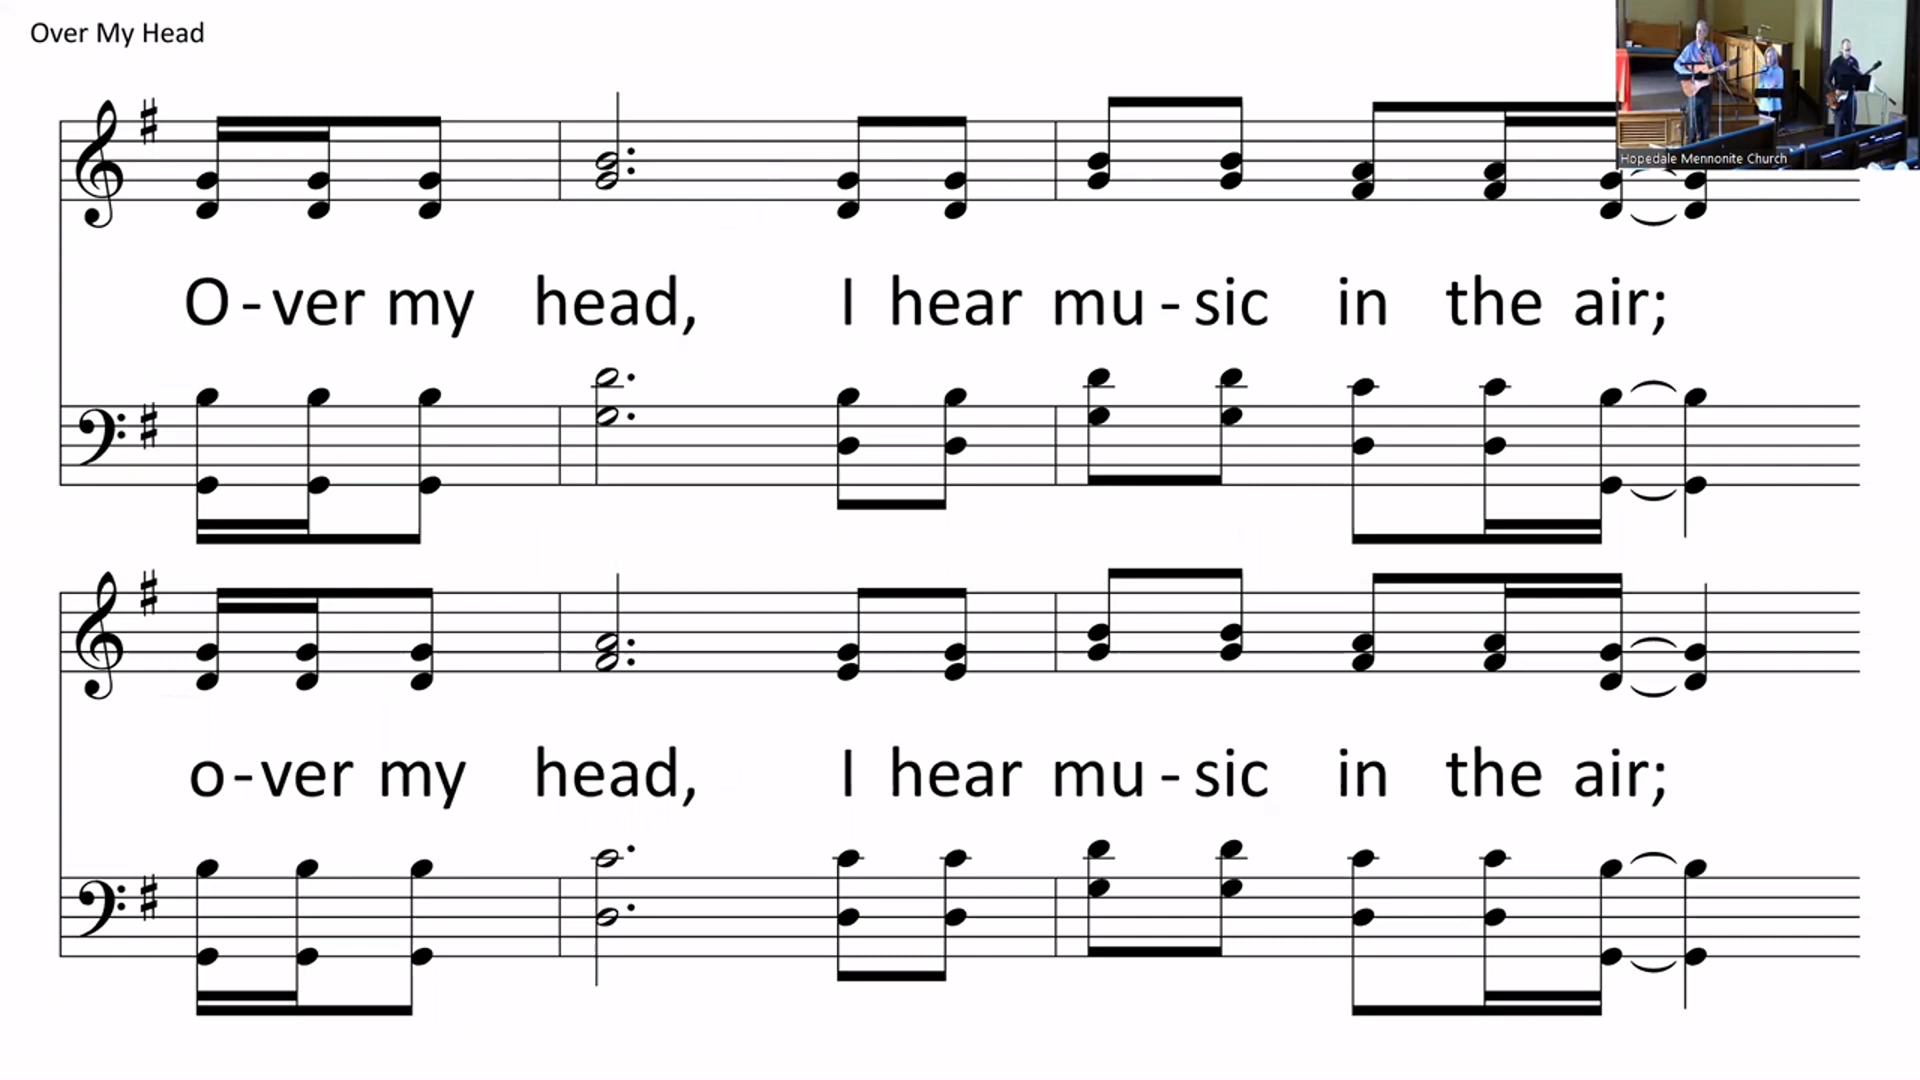 Over My Head
Hopedale Mennonite Church
O - ver my head, I hear mu - sic in the air;
o - ver my head, I hear mu - sic in the air;